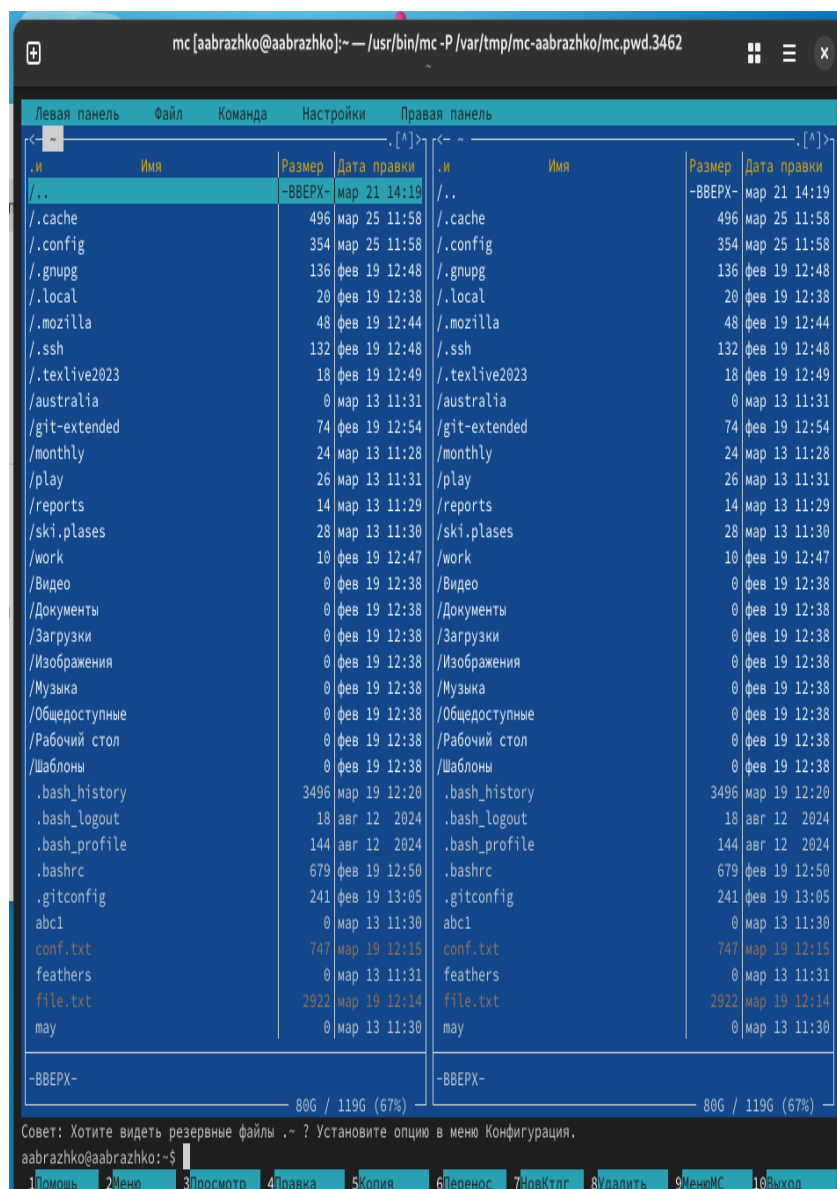 mc [aabrazhko@aabrazhko]:~ — /usr/bin/mc -P /var/tmp/mc-aabrazhko/mc.pwd.3462
~
Левая панель Файл Команда Настройки Правая панель
<- ~ .[^]> <- ~ .[^]>
.и Имя Размер Дата правки .и Имя Размер Дата правки
/.. -ВВЕРХ- мар 21 14:19 /.. -ВВЕРХ- мар 21 14:19
/.cache 496 мар 25 11:58 /.cache 496 мар 25 11:58
/.config 354 мар 25 11:58 /.config 354 мар 25 11:58
/.gnupg 136 фев 19 12:48 /.gnupg 136 фев 19 12:48
/.local 20 фев 19 12:38 /.local 20 фев 19 12:38
/.mozilla 48 фев 19 12:44 /.mozilla 48 фев 19 12:44
/.ssh 132 фев 19 12:48 /.ssh 132 фев 19 12:48
/.texlive2023 18 фев 19 12:49 /.texlive2023 18 фев 19 12:49
/australia 0 мар 13 11:31 /australia 0 мар 13 11:31
/git-extended 74 фев 19 12:54 /git-extended 74 фев 19 12:54
/monthly 24 мар 13 11:28 /monthly 24 мар 13 11:28
/play 26 мар 13 11:31 /play 26 мар 13 11:31
/reports 14 мар 13 11:29 /reports 14 мар 13 11:29
/ski.plases 28 мар 13 11:30 /ski.plases 28 мар 13 11:30
/work 10 фев 19 12:47 /work 10 фев 19 12:47
/Видео 0 фев 19 12:38 /Видео 0 фев 19 12:38
/Документы 0 фев 19 12:38 /Документы 0 фев 19 12:38
/Загрузки 0 фев 19 12:38 /Загрузки 0 фев 19 12:38
/Изображения 0 фев 19 12:38 /Изображения 0 фев 19 12:38
/Музыка 0 фев 19 12:38 /Музыка 0 фев 19 12:38
/Общедоступные 0 фев 19 12:38 /Общедоступные 0 фев 19 12:38
/Рабочий стол 0 фев 19 12:38 /Рабочий стол 0 фев 19 12:38
/Шаблоны 0 фев 19 12:38 /Шаблоны 0 фев 19 12:38
.bash_history 3496 мар 19 12:20 .bash_history 3496 мар 19 12:20
.bash_logout 18 авг 12 2024 .bash_logout 18 авг 12 2024
.bash_profile 144 авг 12 2024 .bash_profile 144 авг 12 2024
.bashrc 679 фев 19 12:50 .bashrc 679 фев 19 12:50
.gitconfig 241 фев 19 13:05 .gitconfig 241 фев 19 13:05
abc1 0 мар 13 11:30 abc1 0 мар 13 11:30
conf.txt 747 мар 19 12:15 conf.txt 747 мар 19 12:15
feathers 0 мар 13 11:31 feathers 0 мар 13 11:31
file.txt 2922 мар 19 12:14 file.txt 2922 мар 19 12:14
may 0 мар 13 11:30 may 0 мар 13 11:30
-ВВЕРХ- -ВВЕРХ-
80G / 119G (67%) 80G / 119G (67%)
Совет: Хотите видеть резервные файлы .~ ? Установите опцию в меню Конфигурация.
aabrazhko@aabrazhko:~$
1Помощь 2Меню 3Просмотр 4Правка 5Копия 6Перенос 7НовКтлг 8Удалить 9МенюМС 10Выход